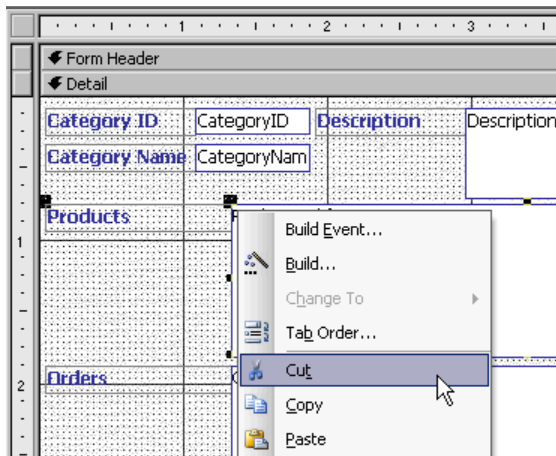 1 2 3
Form Header
Detail
Category ID CategoryID Description Description
Category Name CategoryNam
Products
1
Build Event...
Build...
Change To
Tab Order...
Orders
2
Cut
Copy
Paste